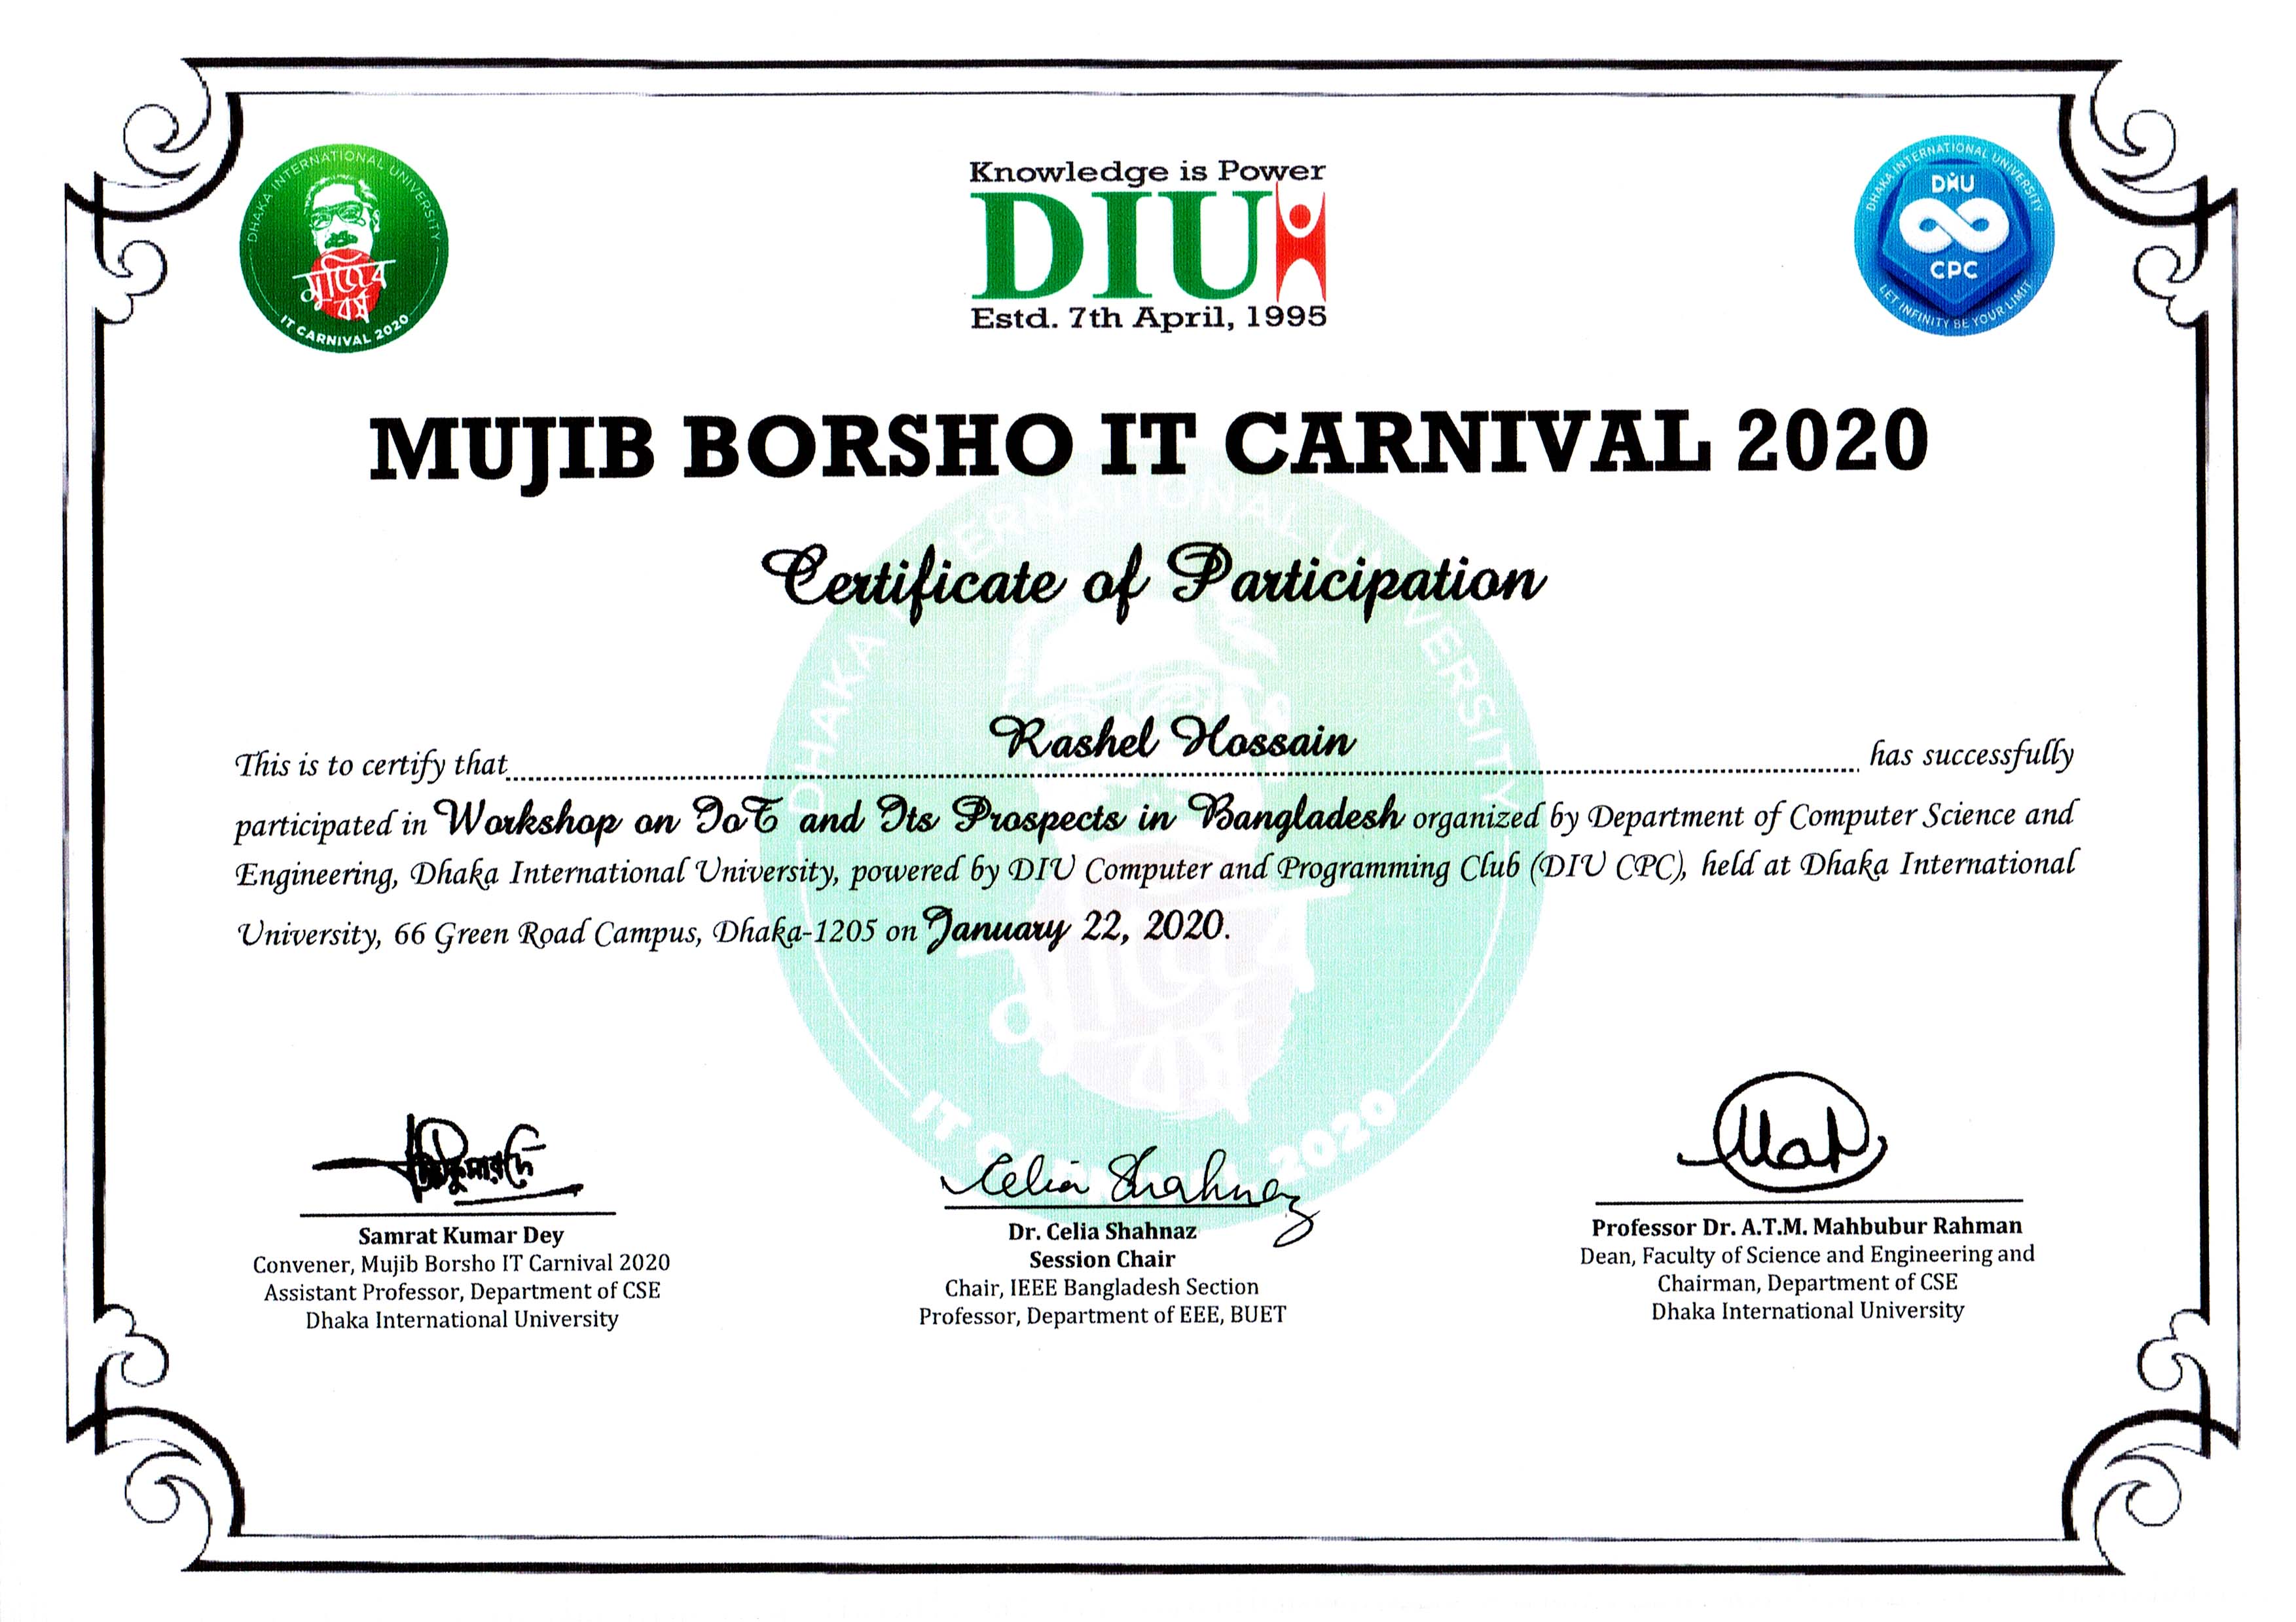 DHAKA INTERNATIONAL UNIVERSITY
মুজিব
বর্ষ
IT CARNIVAL 2020
Knowledge is Power
DIU
Estd. 7th April, 1995
DHAKA INTERNATIONAL UNIVERSITY
DIU
CPC
LET INFINITY BE YOUR LIMIT
MUJIB BORSHO IT CARNIVAL 2020
Certificate of Participation
This is to certify that Rashel Hossain has successfully
participated in Workshop on IoT and Its Prospects in Bangladesh organized by Department of Computer Science and
Engineering, Dhaka International University, powered by DIU Computer and Programming Club (DIU CPC), held at Dhaka International
University, 66 Green Road Campus, Dhaka-1205 on January 22, 2020.
DHAKA INTERNATIONAL UNIVERSITY
মুজিব
বর্ষ
IT CARNIVAL 2020
Celia Shahnaz
Samrat Kumar Dey
Convener, Mujib Borsho IT Carnival 2020
Assistant Professor, Department of CSE
Dhaka International University
Dr. Celia Shahnaz
Session Chair
Chair, IEEE Bangladesh Section
Professor, Department of EEE, BUET
Professor Dr. A.T.M. Mahbubur Rahman
Dean, Faculty of Science and Engineering and
Chairman, Department of CSE
Dhaka International University